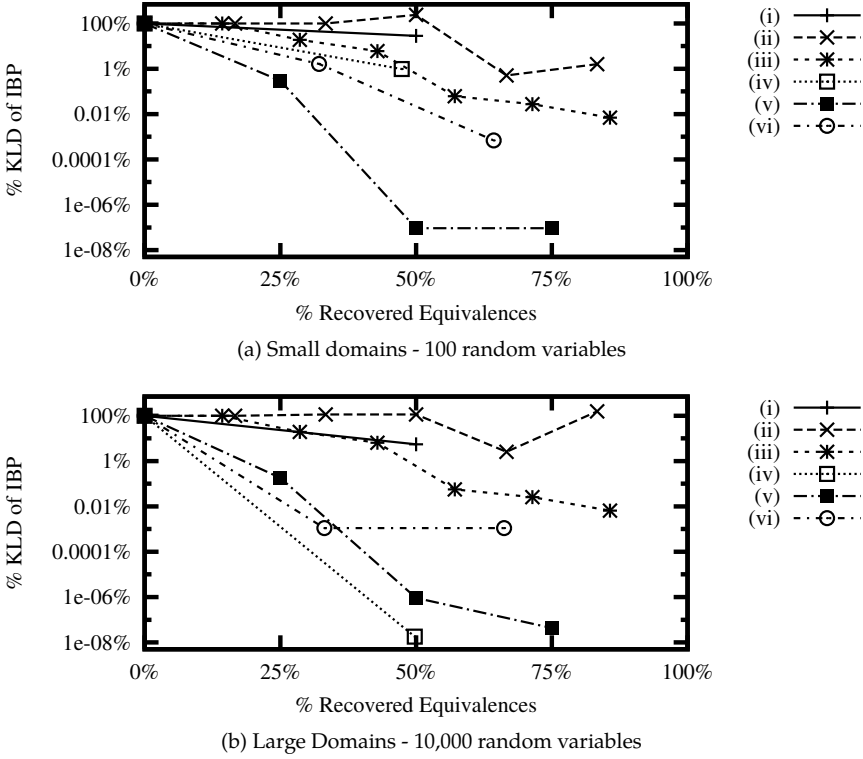 % KLD of IBP
100%
1%
0.01%
0.0001%
1e-06%
1e-08%
0% 25% 50% 75% 100%
% Recovered Equivalences
(i)
(ii)
(iii)
(iv)
(v)
(vi)
(a) Small domains - 100 random variables
% KLD of IBP
100%
1%
0.01%
0.0001%
1e-06%
1e-08%
0% 25% 50% 75% 100%
% Recovered Equivalences
(i)
(ii)
(iii)
(iv)
(v)
(vi)
(b) Large Domains - 10,000 random variables